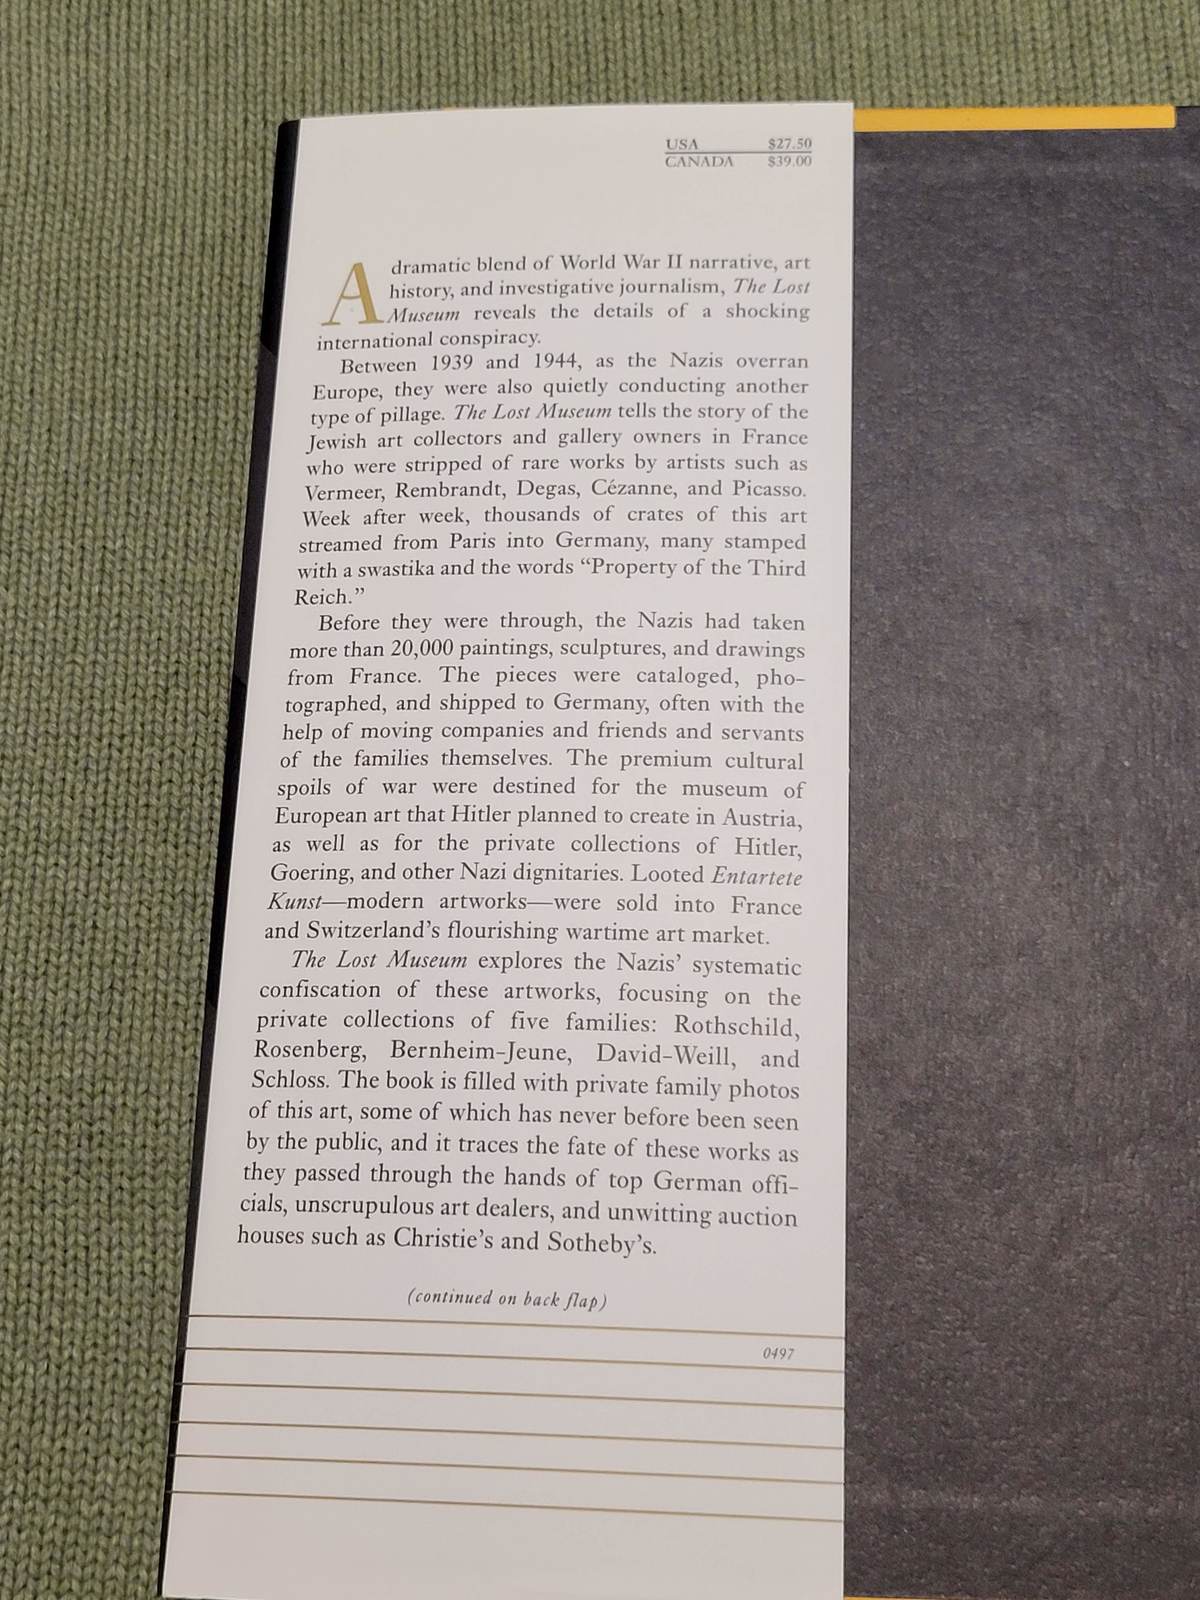 USA $27.50
CANADA $39.00
A dramatic blend of World War II narrative, art
history, and investigative journalism, The Lost
Museum reveals the details of a shocking
international conspiracy.
Between 1939 and 1944, as the Nazis overran
Europe, they were also quietly conducting another
type of pillage. The Lost Museum tells the story of the
Jewish art collectors and gallery owners in France
who were stripped of rare works by artists such as
Vermeer, Rembrandt, Degas, Cézanne, and Picasso.
Week after week, thousands of crates of this art
streamed from Paris into Germany, many stamped
with a swastika and the words “Property of the Third
Reich.”
Before they were through, the Nazis had taken
more than 20,000 paintings, sculptures, and drawings
from France. The pieces were cataloged, pho-
tographed, and shipped to Germany, often with the
help of moving companies and friends and servants
of the families themselves. The premium cultural
spoils of war were destined for the museum of
European art that Hitler planned to create in Austria,
as well as for the private collections of Hitler,
Goering, and other Nazi dignitaries. Looted Entartete
Kunst—modern artworks—were sold into France
and Switzerland’s flourishing wartime art market.
The Lost Museum explores the Nazis’ systematic
confiscation of these artworks, focusing on the
private collections of five families: Rothschild,
Rosenberg, Bernheim-Jeune, David-Weill, and
Schloss. The book is filled with private family photos
of this art, some of which has never before been seen
by the public, and it traces the fate of these works as
they passed through the hands of top German offi-
cials, unscrupulous art dealers, and unwitting auction
houses such as Christie’s and Sotheby’s.
(continued on back flap)
0497